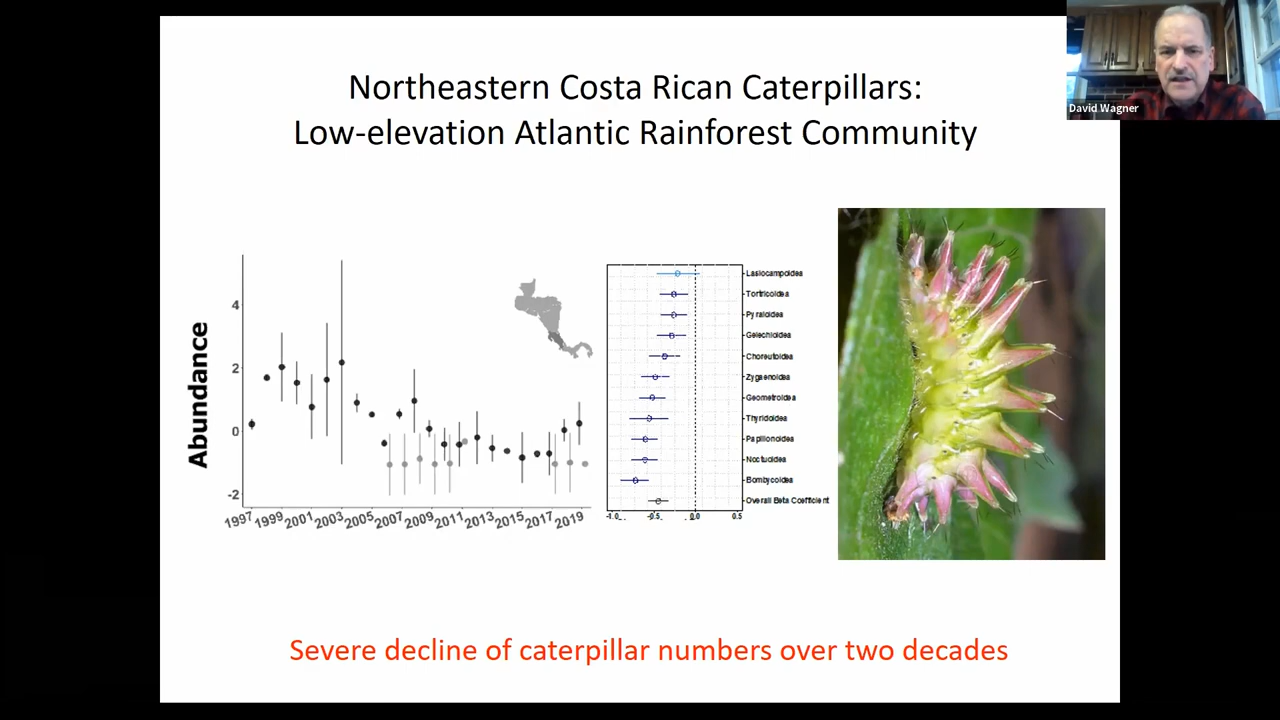 David Wagner
Northeastern Costa Rican Caterpillars:
Low-elevation Atlantic Rainforest Community
Abundance
4
2
0
-2
1997
1999
2001
2003
2005
2007
2009
2011
2013
2015
2017
2019
Lasiocampoidea
Tortricoidea
Pyraloidea
Gelechioidea
Choreutoidea
Zygaenoidea
Geometroidea
Thyridoidea
Papilionoidea
Noctuoidea
Bombycoidea
Overall Beta Coefficient
-1.0
-0.5
0.0
0.5
Severe decline of caterpillar numbers over two decades